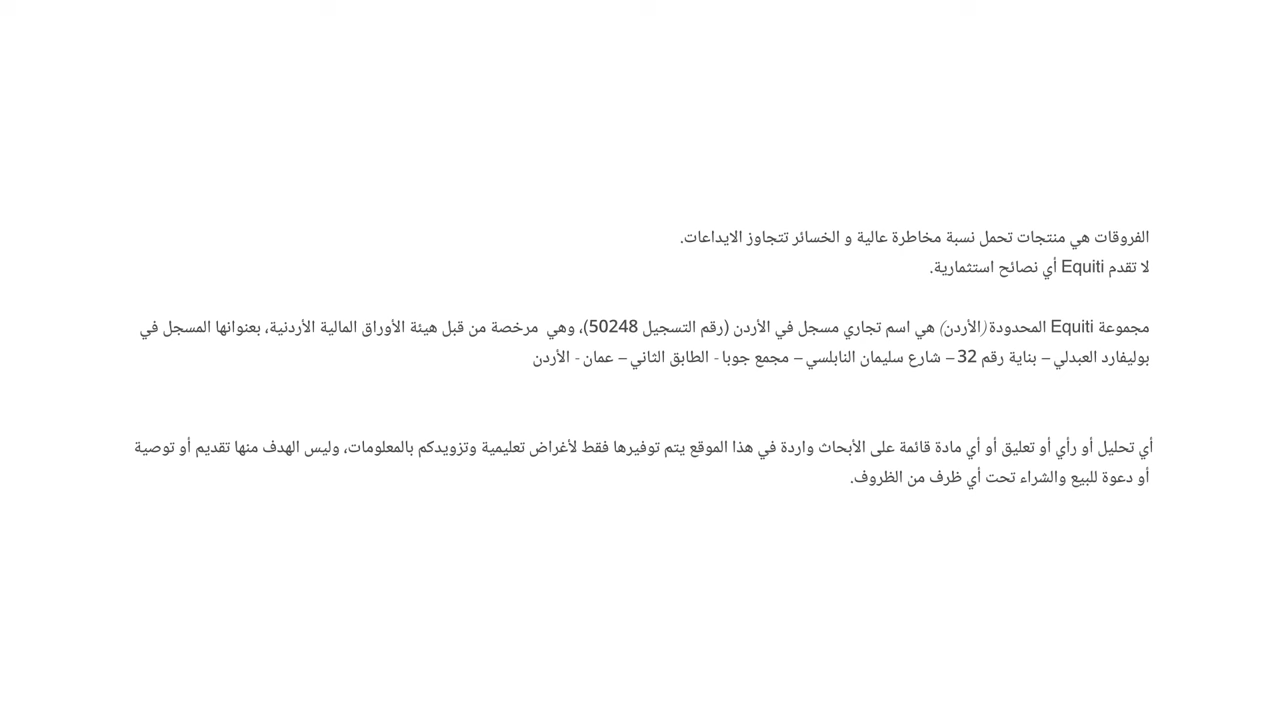 الفروقات هي منتجات تحمل نسبة مخاطرة عالية و الخسائر تتجاوز الايداعات.
لا تقدم Equiti أي نصائح استثمارية.
مجموعة Equiti المحدودة (الأردن) هي اسم تجاري مسجل في الأردن (رقم التسجيل 50248)، وهي مرخصة من قبل هيئة الأوراق المالية الأردنية، بعنوانها المسجل في
بوليفارد العبدلي – بناية رقم 32 – شارع سليمان النابلسي – مجمع جوبا - الطابق الثاني – عمان - الأردن
أي تحليل أو رأي أو تعليق أو أي مادة قائمة على الأبحاث واردة في هذا الموقع يتم توفيرها فقط لأغراض تعليمية وتزويدكم بالمعلومات، وليس الهدف منها تقديم أو توصية
أو دعوة للبيع والشراء تحت أي ظرف من الظروف.